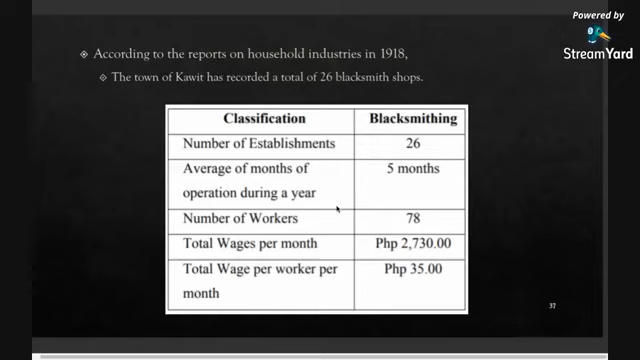 Powered by
StreamYard
According to the reports on household industries in 1918,
The town of Kawit has recorded a total of 26 blacksmith shops.
Classification Blacksmithing
Number of Establishments 26
Average of months of operation during a year 5 months
Number of Workers 78
Total Wages per month Php 2,730.00
Total Wage per worker per month Php 35.00
37